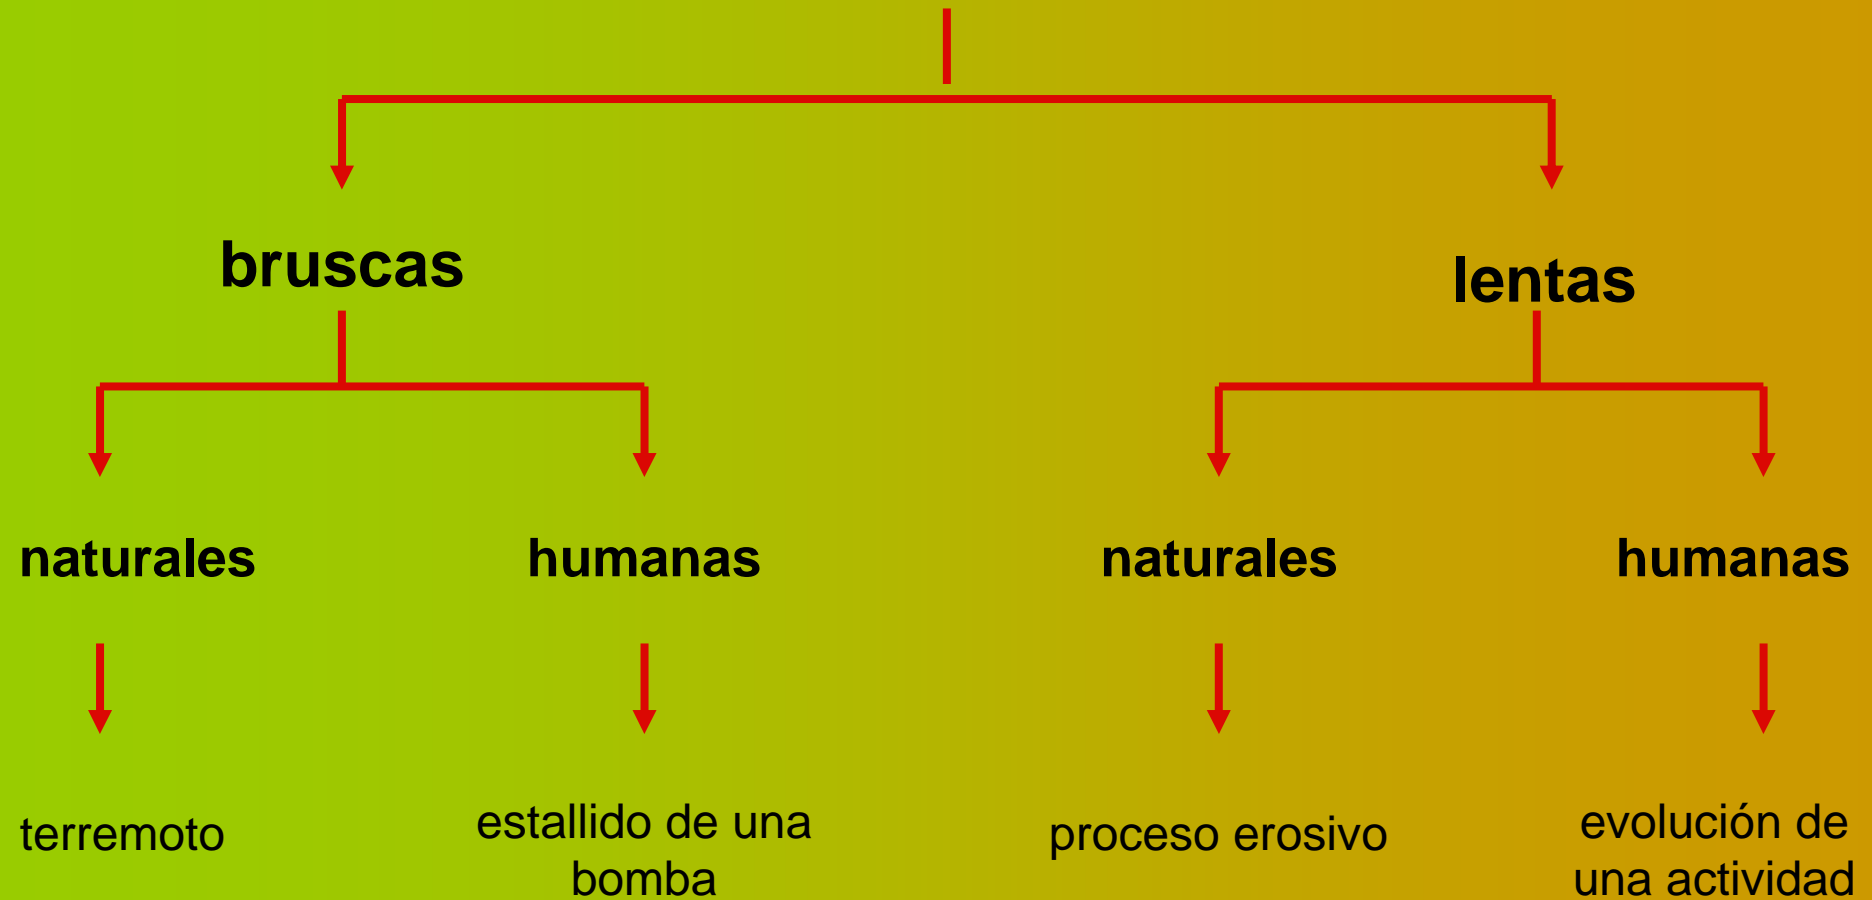 bruscas
lentas
naturales
humanas
naturales
humanas
terremoto
estallido de una
bomba
proceso erosivo
evolución de
una actividad